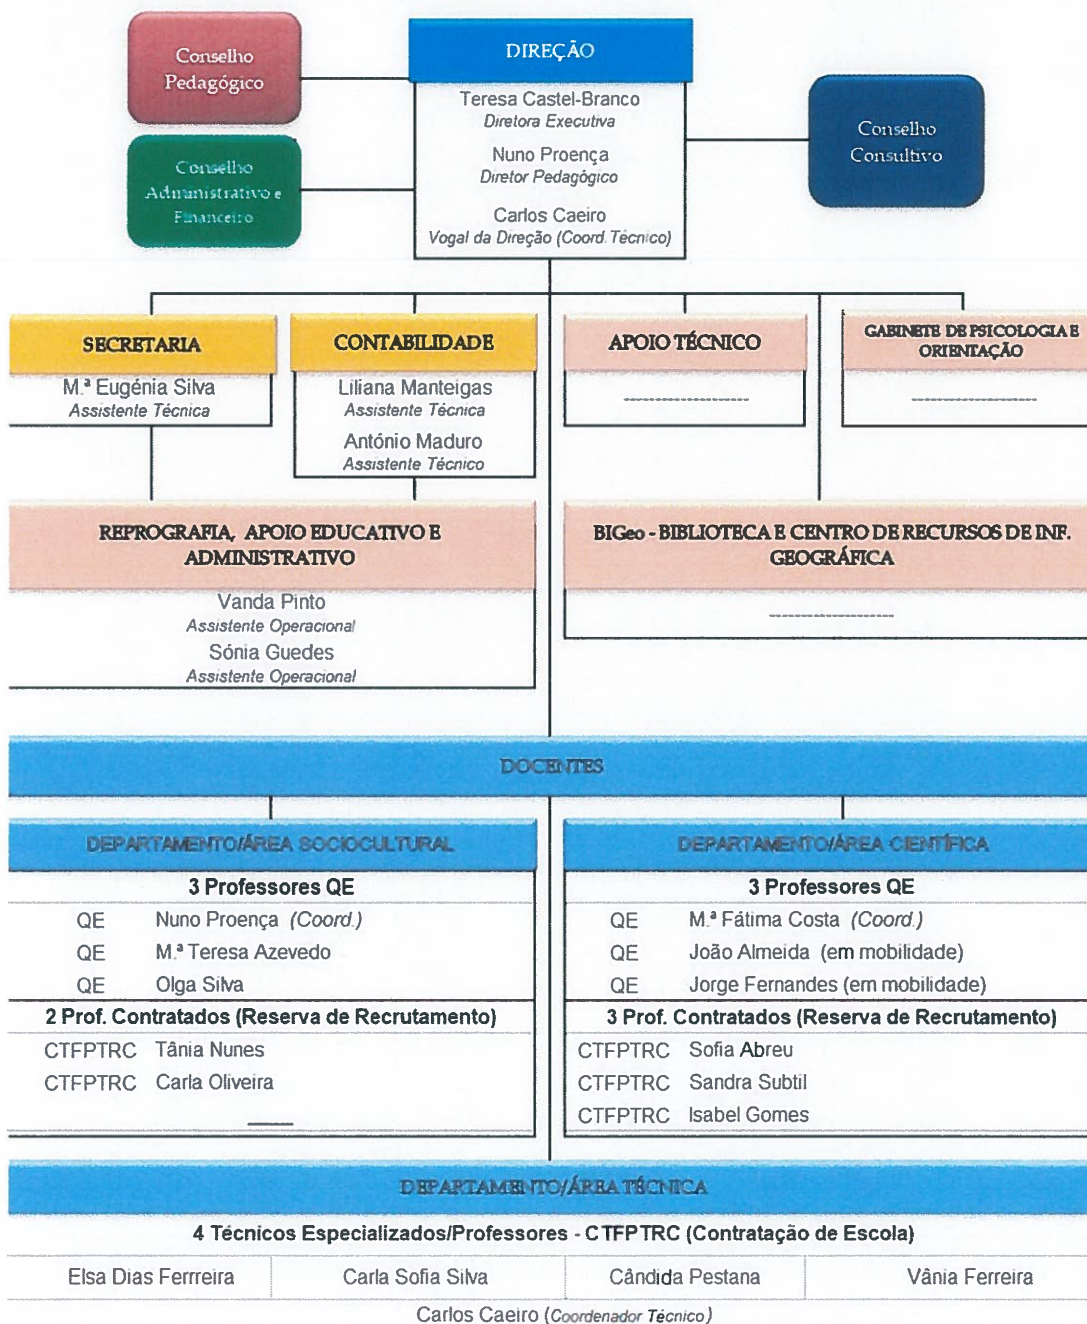 Conselho
Pedagógico
DIREÇÃO
Teresa Castel-Branco
Diretora Executiva
Nuno Proença
Diretor Pedagógico
Carlos Caeiro
Vogal da Direção (Coord. Técnico)
Conselho
Administrativo e
Financeiro
Conselho
Consultivo
SECRETARIA
M.ª Eugénia Silva
Assistente Técnica
CONTABILIDADE
Liliana Manteigas
Assistente Técnica
António Maduro
Assistente Técnico
APOIO TÉCNICO
--------------------
GABINETE DE PSICOLOGIA E
ORIENTAÇÃO
--------------------
REPROGRAFIA, APOIO EDUCATIVO E
ADMINISTRATIVO
Vanda Pinto
Assistente Operacional
Sónia Guedes
Assistente Operacional
BIGeo - BIBLIOTECA E CENTRO DE RECURSOS DE INF.
GEOGRÁFICA
--------------------
DOCENTES
DEPARTAMENTO/ÁREA SOCIOCULTURAL
3 Professores QE
QE Nuno Proença (Coord.)
QE M.ª Teresa Azevedo
QE Olga Silva
2 Prof. Contratados (Reserva de Recrutamento)
CTFPTRC Tânia Nunes
CTFPTRC Carla Oliveira
DEPARTAMENTO/ÁREA CIENTÍFICA
3 Professores QE
QE M.ª Fátima Costa (Coord.)
QE João Almeida (em mobilidade)
QE Jorge Fernandes (em mobilidade)
3 Prof. Contratados (Reserva de Recrutamento)
CTFPTRC Sofia Abreu
CTFPTRC Sandra Subtil
CTFPTRC Isabel Gomes
DEPARTAMENTO/ÁREA TÉCNICA
4 Técnicos Especializados/Professores - CTFPTRC (Contratação de Escola)
Elsa Dias Ferrreira
Carla Sofia Silva
Cândida Pestana
Vânia Ferreira
Carlos Caeiro (Coordenador Técnico)